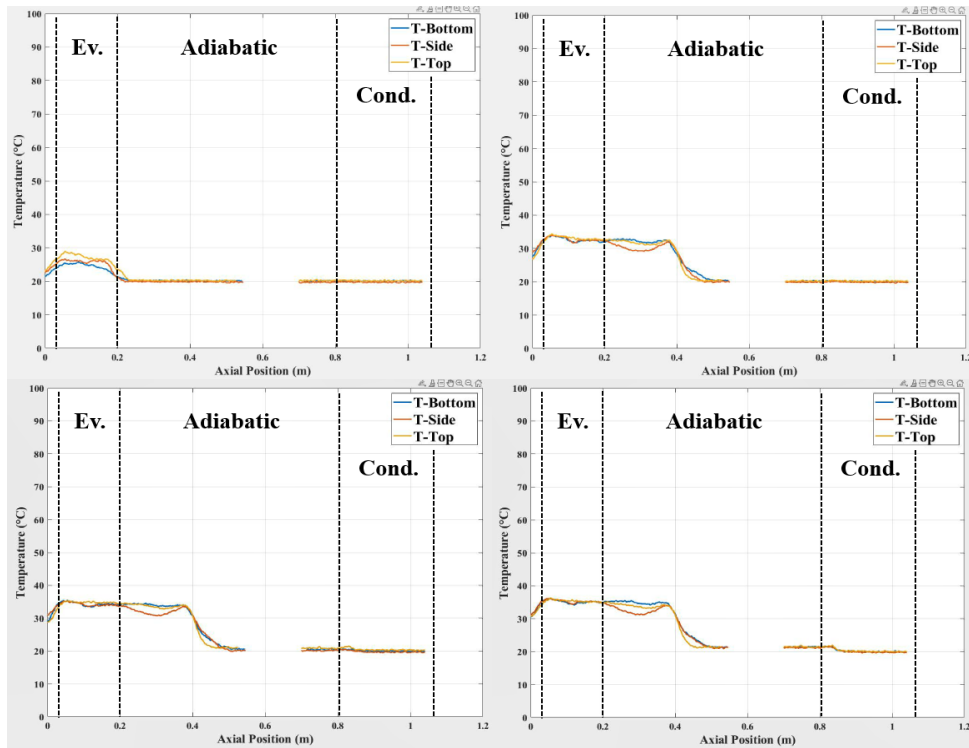 100
90
80
70
60
50
40
30
20
10
0
Temperature (°C)
Ev.
Adiabatic
Cond.
T-Bottom
T-Side
T-Top
0
0.2
0.4
0.6
0.8
1
1.2
Axial Position (m)
100
90
80
70
60
50
40
30
20
10
0
Temperature (°C)
Ev.
Adiabatic
Cond.
T-Bottom
T-Side
T-Top
0
0.2
0.4
0.6
0.8
1
1.2
Axial Position (m)
100
90
80
70
60
50
40
30
20
10
0
Temperature (°C)
Ev.
Adiabatic
Cond.
T-Bottom
T-Side
T-Top
0
0.2
0.4
0.6
0.8
1
1.2
Axial Position (m)
100
90
80
70
60
50
40
30
20
10
0
Temperature (°C)
Ev.
Adiabatic
Cond.
T-Bottom
T-Side
T-Top
0
0.2
0.4
0.6
0.8
1
1.2
Axial Position (m)